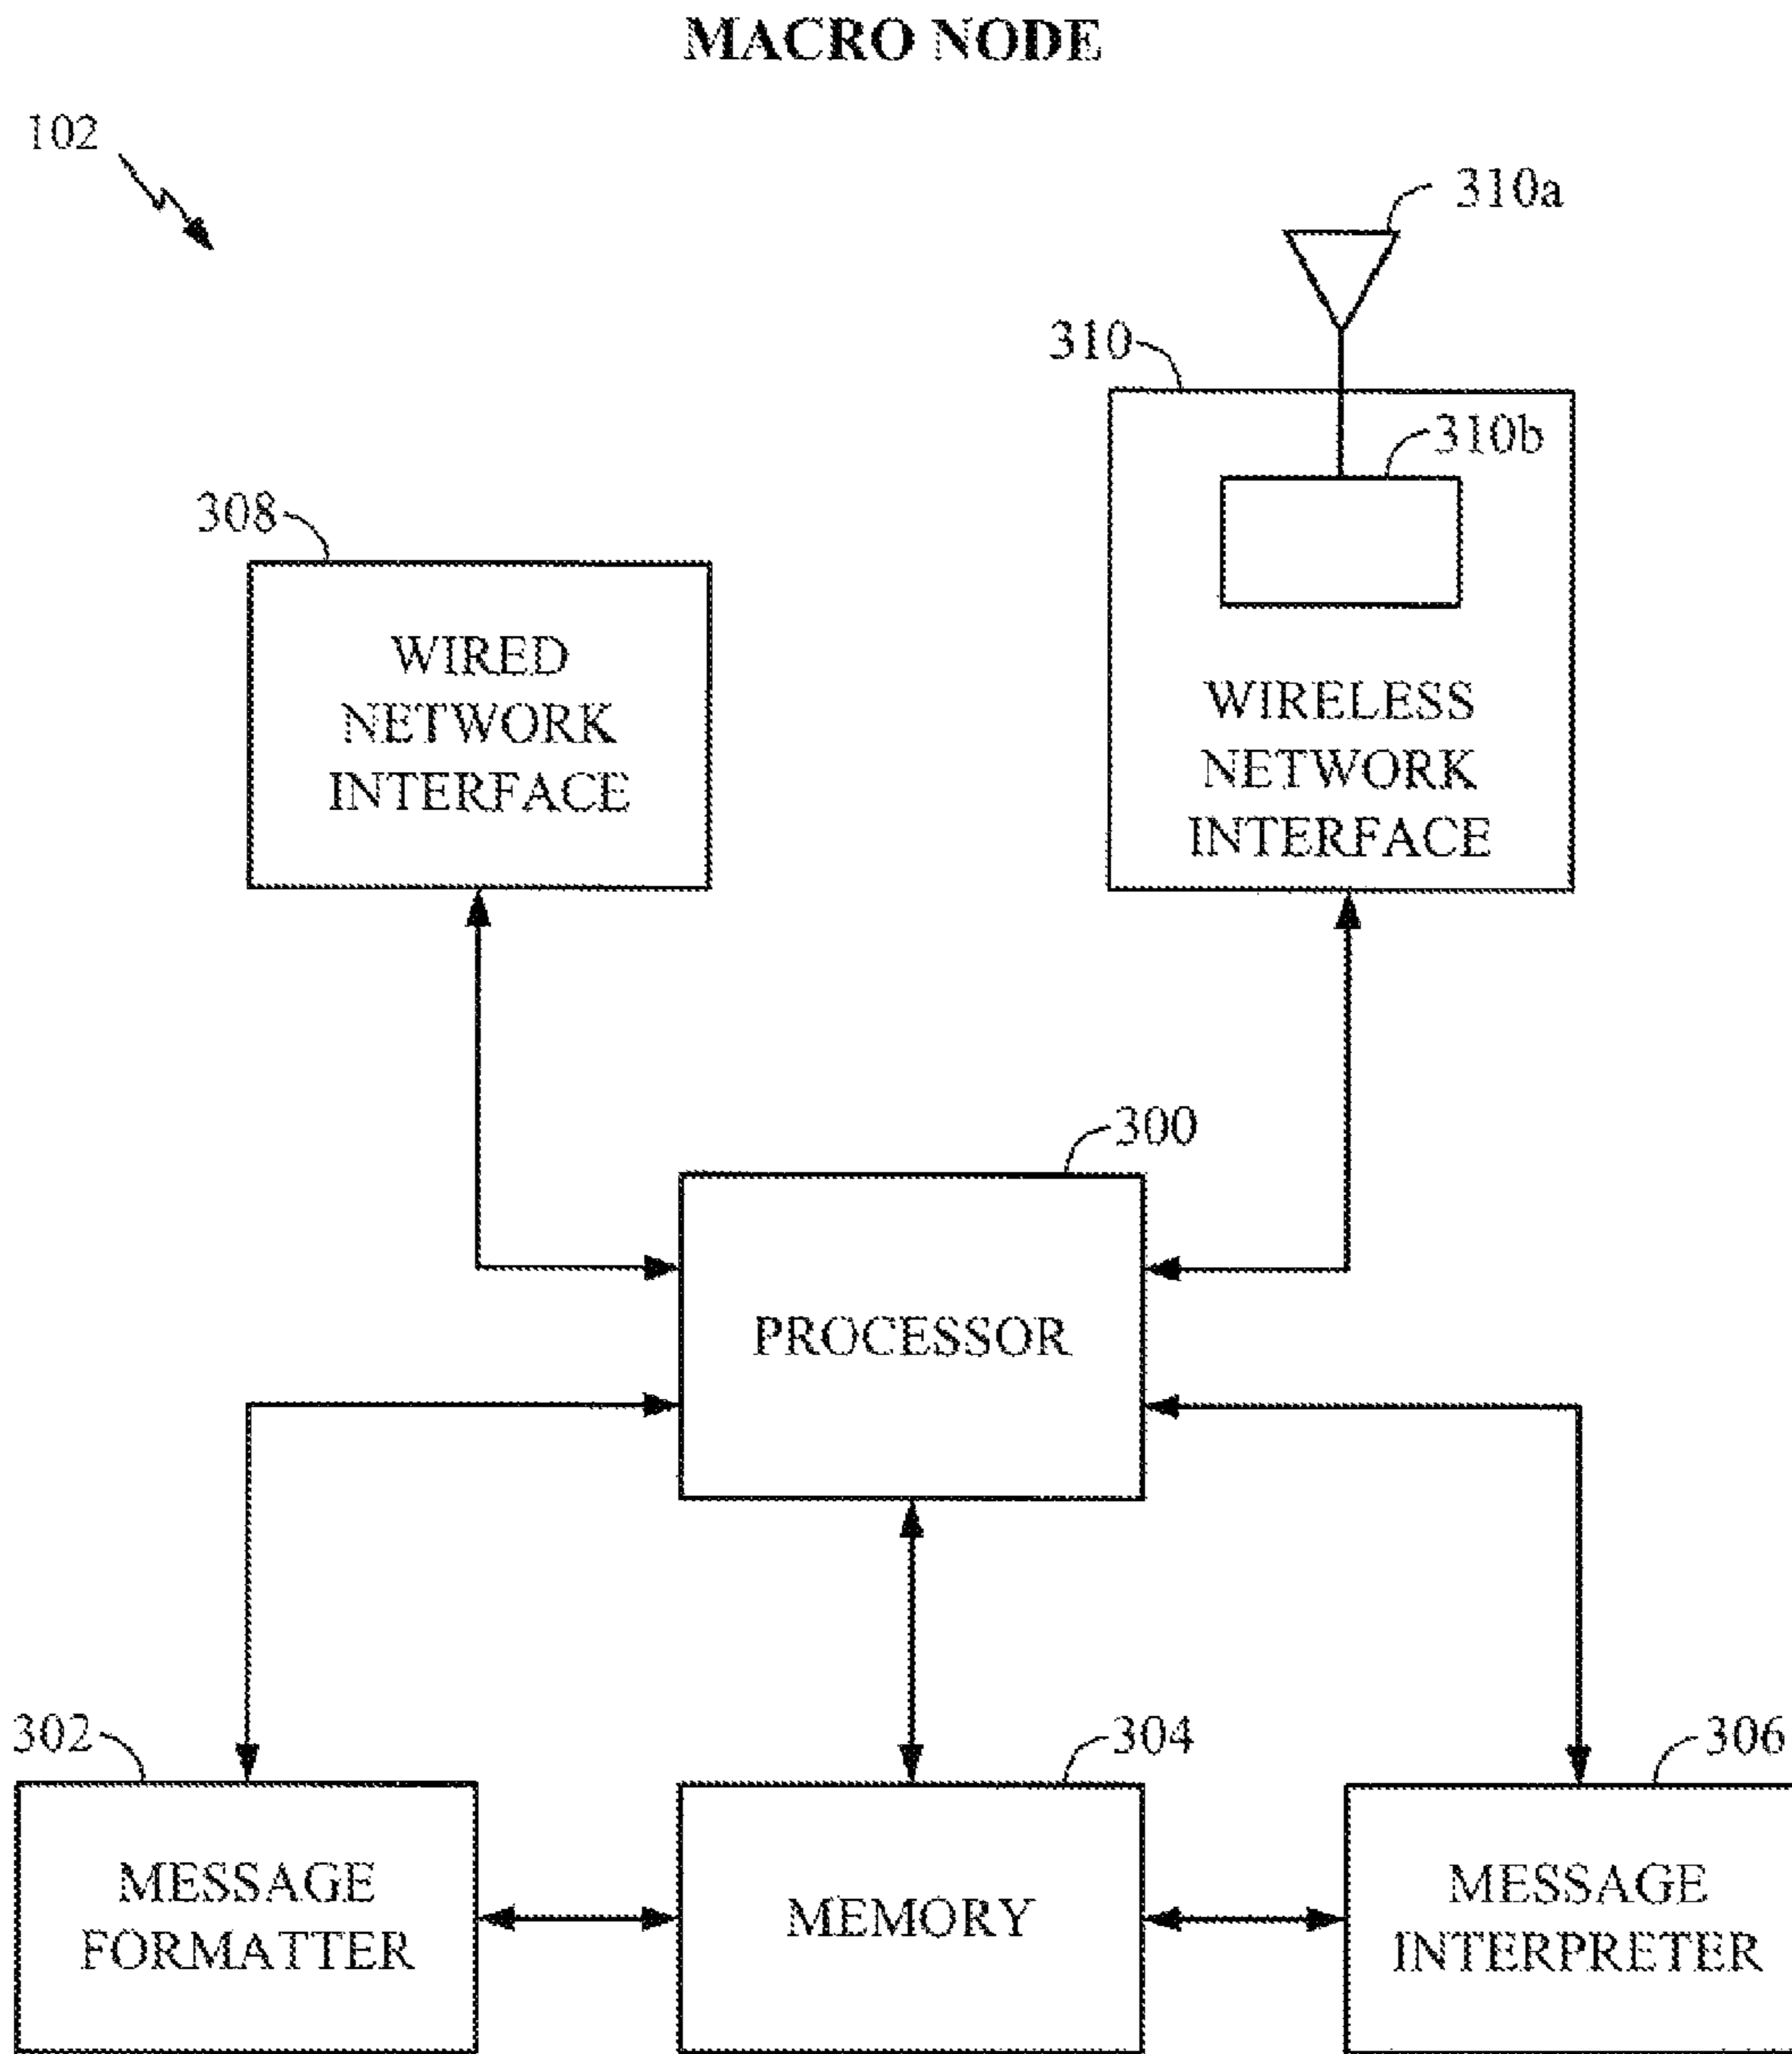 MACRO NODE
102
310a
310
310b
308
WIRED
NETWORK
INTERFACE
WIRELESS
NETWORK
INTERFACE
300
PROCESSOR
302
304
306
MESSAGE
FORMATTER
MEMORY
MESSAGE
INTERPRETER